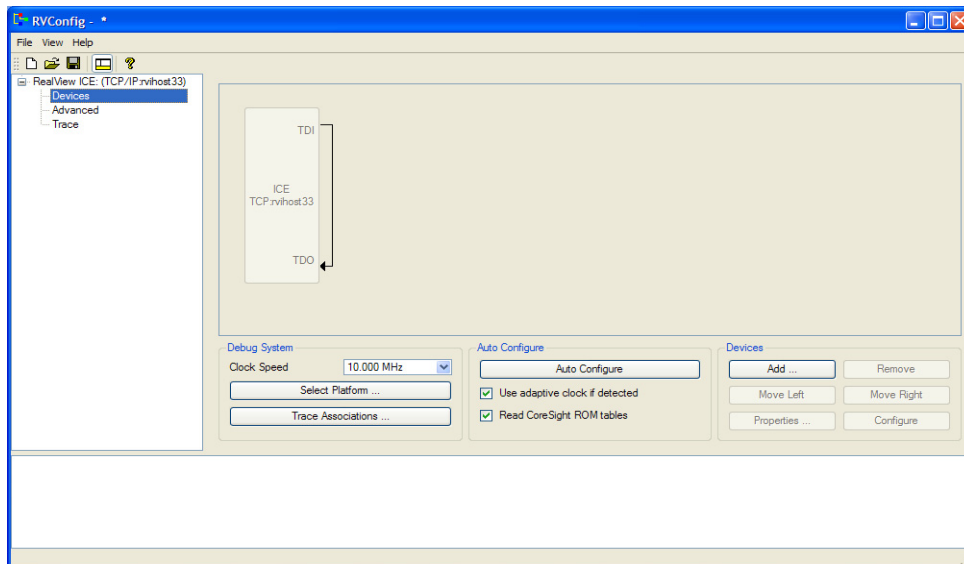 RVConfig - *
File View Help
RealView ICE: (TCP/IP:rvihost33)
Devices
Advanced
Trace
TDI
ICE
TCP:rvihost33
TDO
Debug System
Clock Speed 10.000 MHz
Select Platform ...
Trace Associations ...
Auto Configure
Auto Configure
Use adaptive clock if detected
Read CoreSight ROM tables
Devices
Add ... Remove
Move Left Move Right
Properties ... Configure